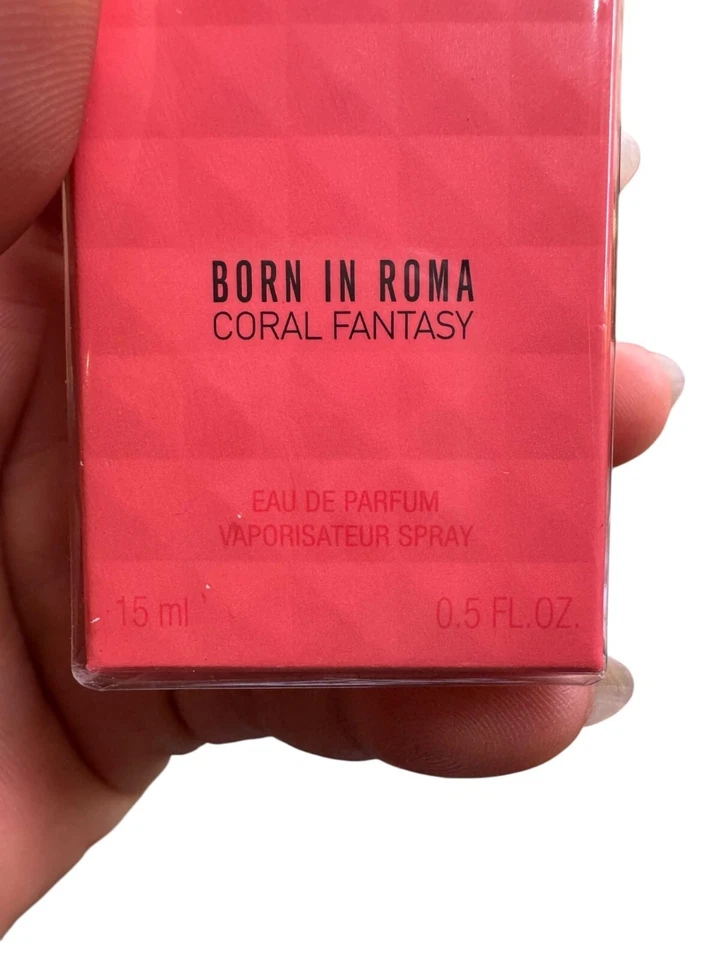 BORN IN ROMA
CORAL FANTASY
EAU DE PARFUM
VAPORISATEUR SPRAY
15 ml 0.5 FL.OZ.